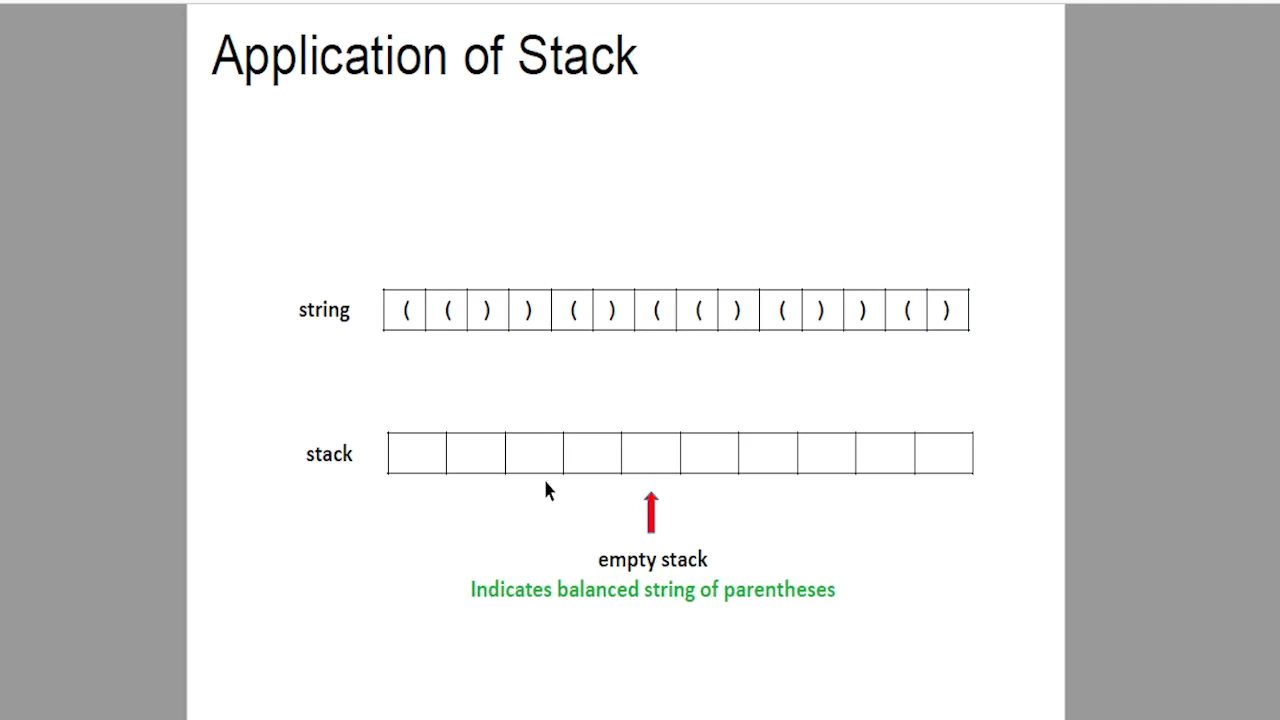 Application of Stack
string ( ( ) ) ( ) ( ( ) ( ) ) ( )
stack
empty stack
Indicates balanced string of parentheses